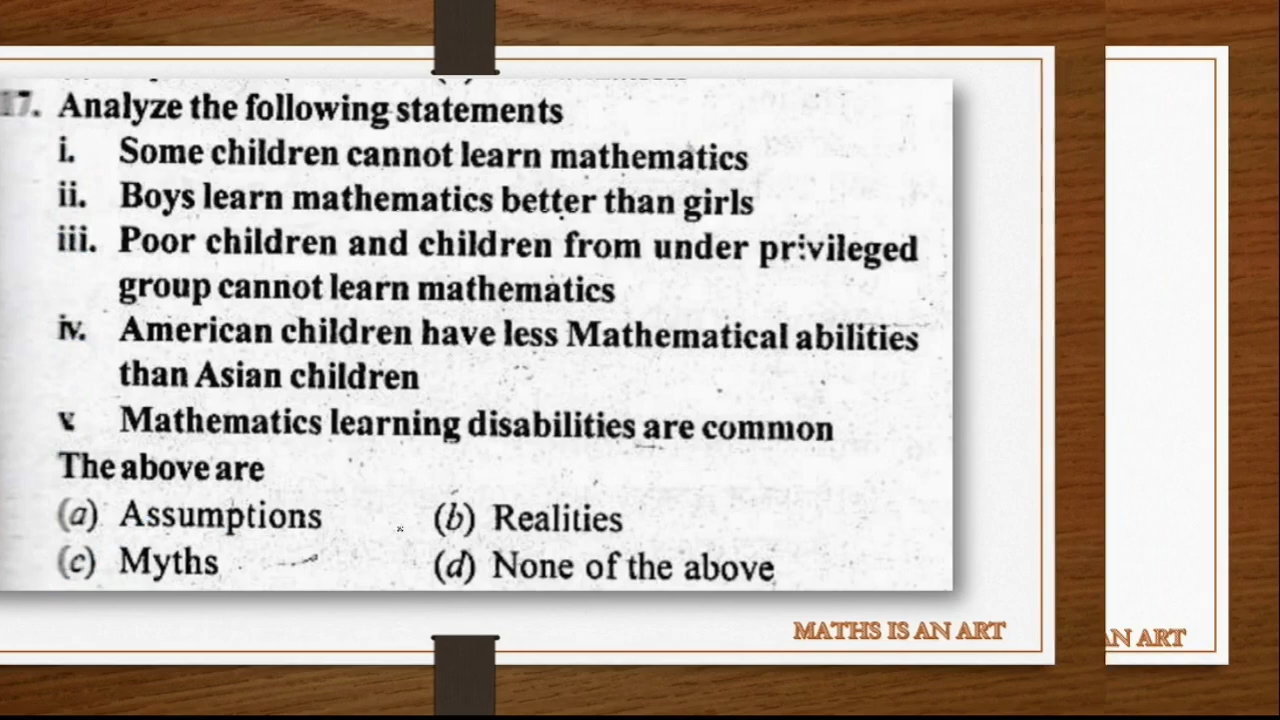 17. Analyze the following statements
i. Some children cannot learn mathematics
ii. Boys learn mathematics better than girls
iii. Poor children and children from under privileged
group cannot learn mathematics
iv. American children have less Mathematical abilities
than Asian children
v Mathematics learning disabilities are common
The above are
(a) Assumptions (b) Realities
(c) Myths (d) None of the above
MATHS IS AN ART
AN ART